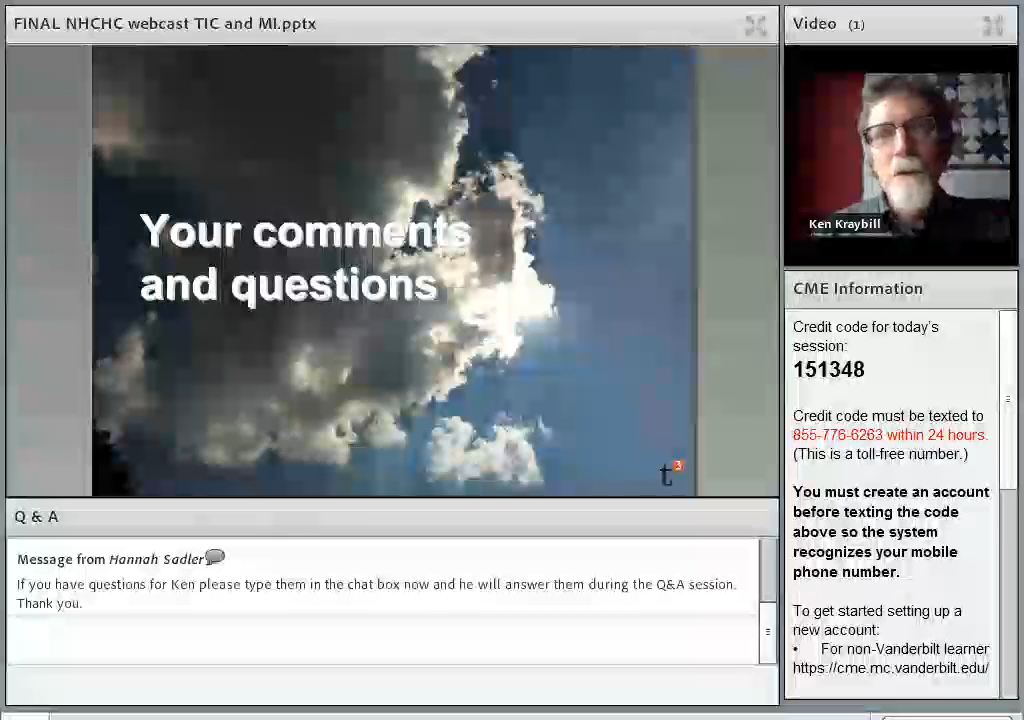 FINAL NHCHC webcast TIC and MI.pptx
Your comments
and questions
t3
Q & A
Message from Hannah Sadler
If you have questions for Ken please type them in the chat box now and he will answer them during the Q&A session.
Thank you.
Video (1)
Ken Kraybill
CME Information
Credit code for today's
session:
151348
Credit code must be texted to
855-776-6263 within 24 hours.
(This is a toll-free number.)
You must create an account
before texting the code
above so the system
recognizes your mobile
phone number.
To get started setting up a
new account:
• For non-Vanderbilt learner
https://cme.mc.vanderbilt.edu/